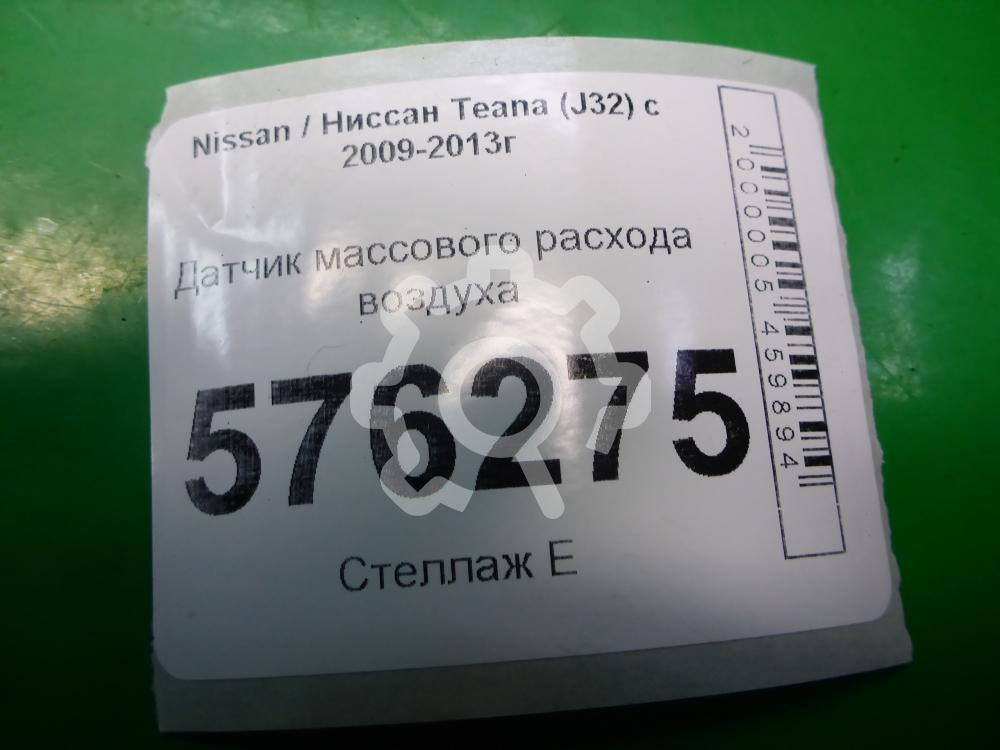 Nissan / Ниссан Teana (J32) с
2009-2013г
Датчик массового расхода
воздуха
576275
Стеллаж Е
2000005459894